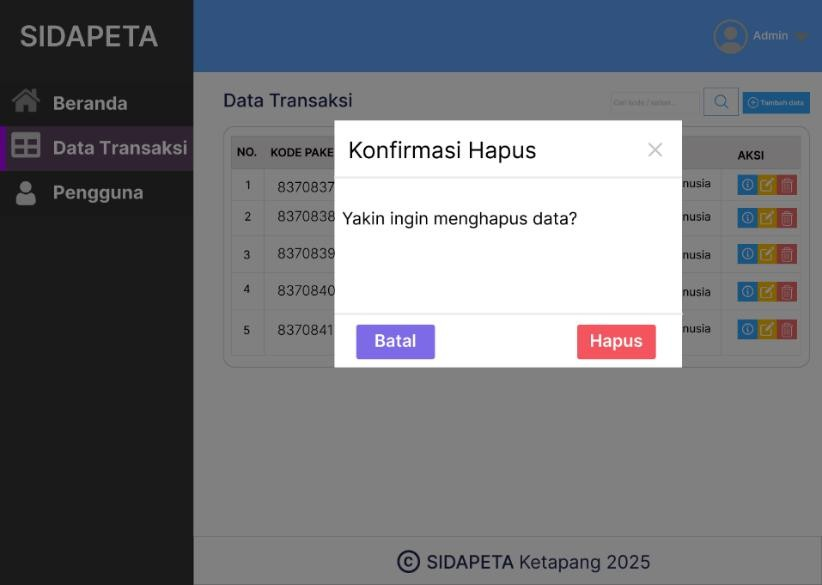 SIDAPETA
Admin
Beranda
Data Transaksi
Pengguna
Data Transaksi
Cari kode / satker...
Tambah data
NO. KODE PAKE AKSI
1 8370837 nusia
2 8370838 nusia
3 8370839 nusia
4 8370840 nusia
5 8370841 nusia
Konfirmasi Hapus
Yakin ingin menghapus data?
Batal Hapus
© SIDAPETA Ketapang 2025